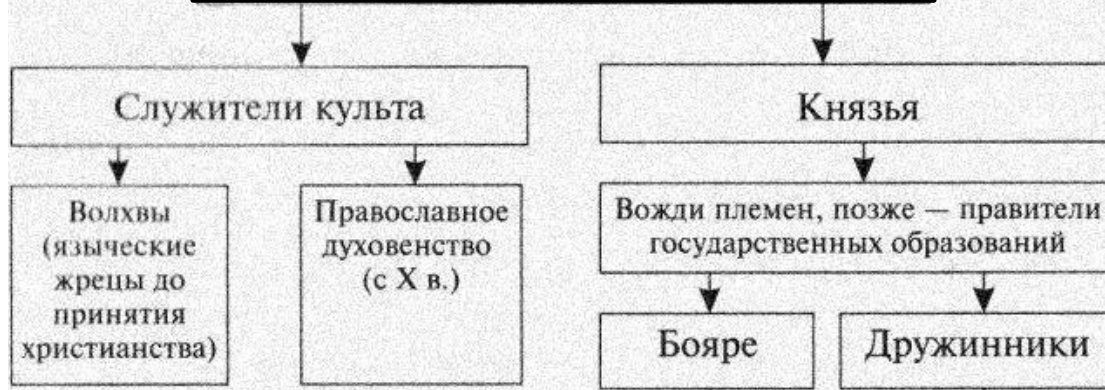 Служители культа
Князья
Волхвы
(языческие
жрецы до
принятия
христианства)
Православное
духовенство
(с X в.)
Вожди племен, позже — правители
государственных образований
Бояре
Дружинники